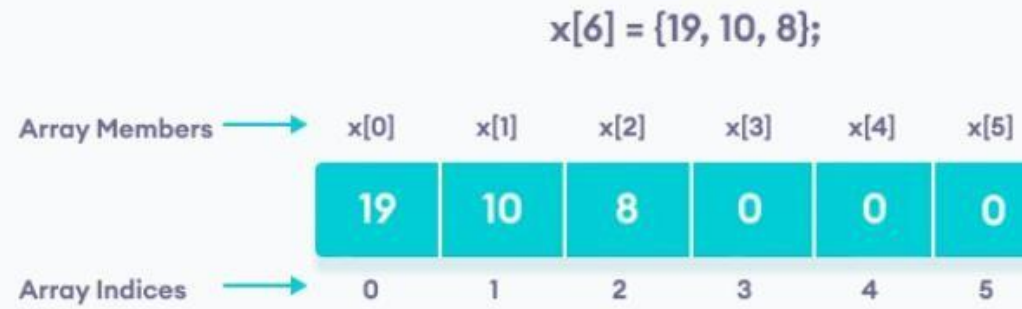 x[6] = {19, 10, 8};
Array Members x[0] x[1] x[2] x[3] x[4] x[5]
19 10 8 0 0 0
Array Indices 0 1 2 3 4 5